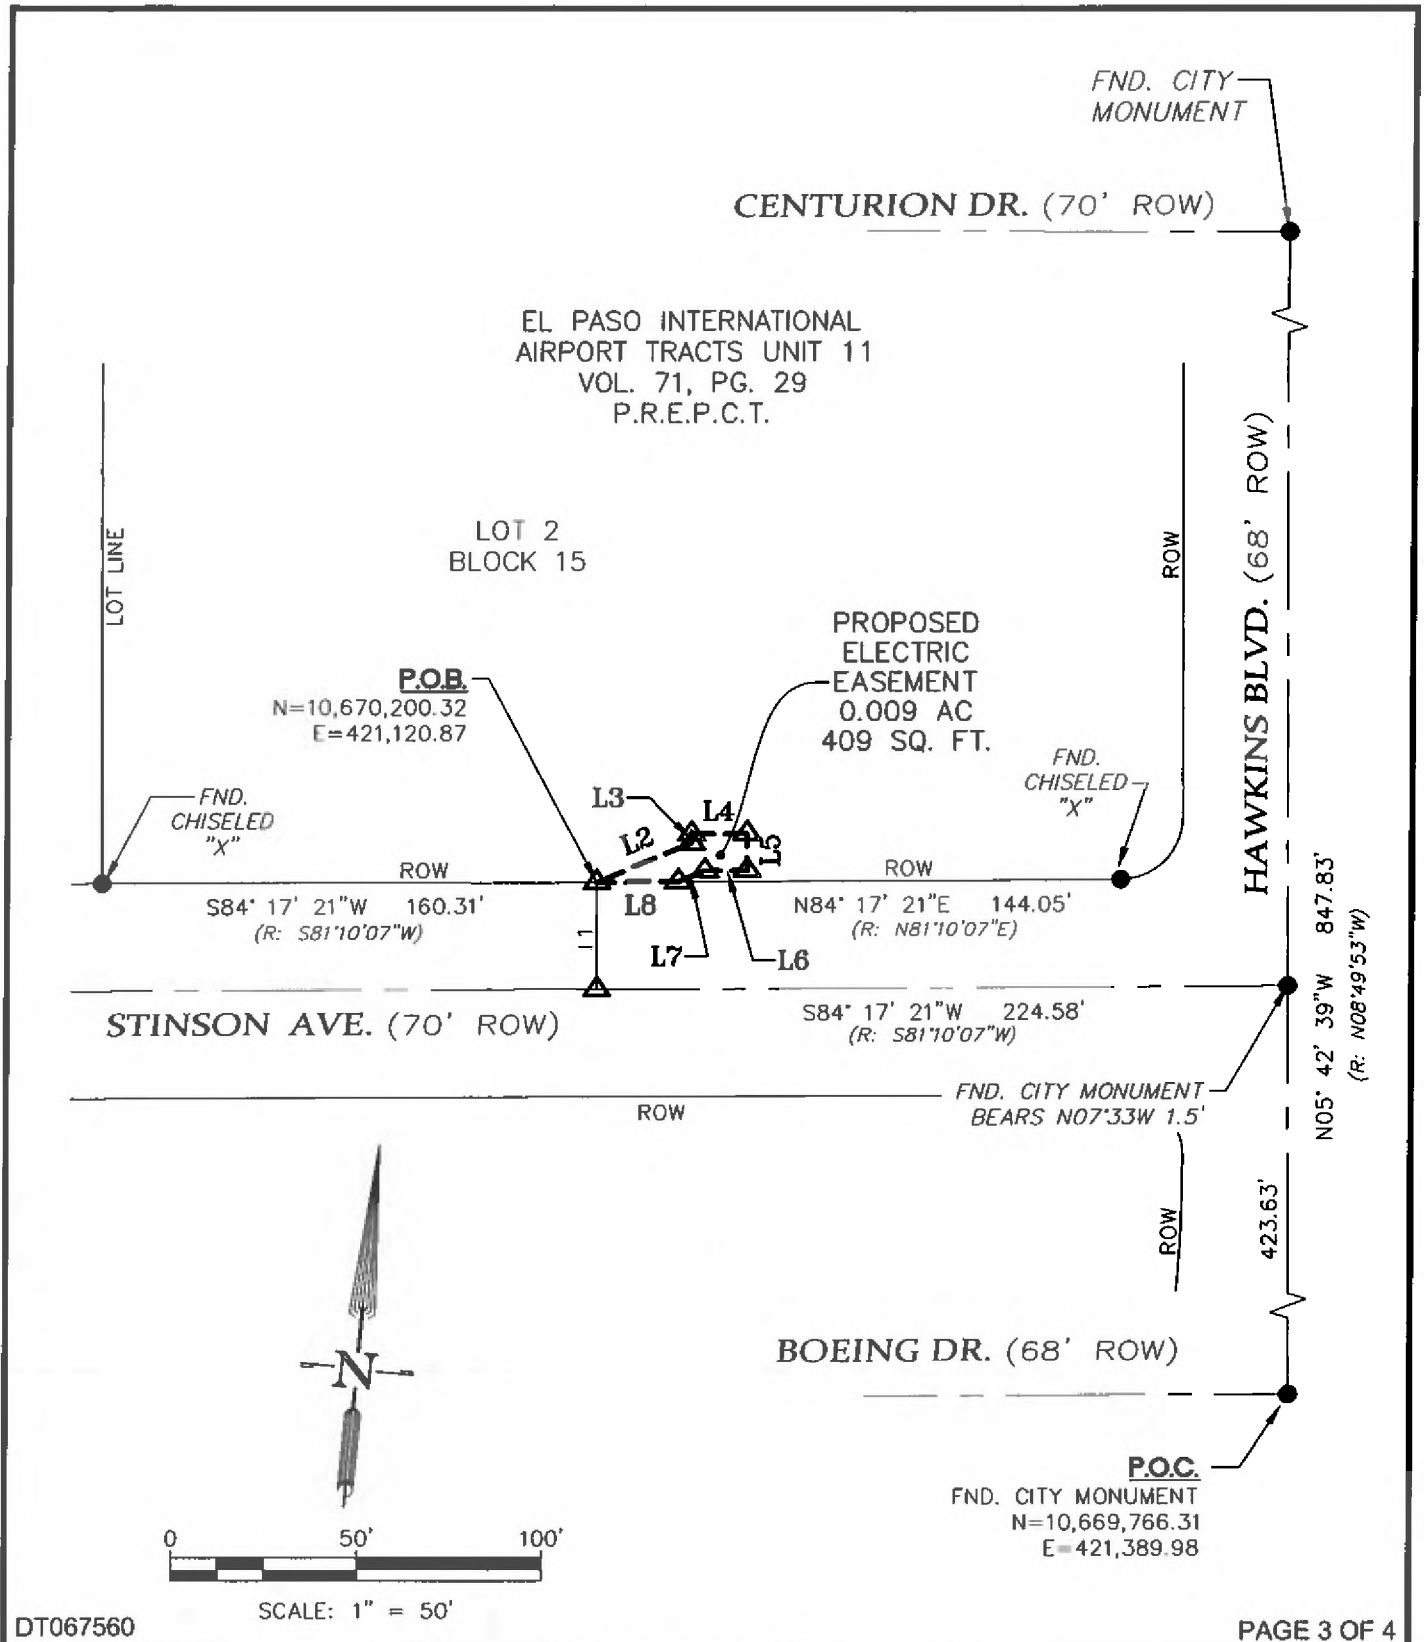 FND. CITY
MONUMENT
CENTURION DR. (70' ROW)
EL PASO INTERNATIONAL
AIRPORT TRACTS UNIT 11
VOL. 71, PG. 29
P.R.E.P.C.T.
LOT LINE
LOT 2
BLOCK 15
ROW
HAWKINS BLVD. (68' ROW)
PROPOSED
ELECTRIC
EASEMENT
0.009 AC
409 SQ. FT.
P.O.B.
N=10,670,200.32
E=421,120.87
FND.
CHISELED
"X"
FND.
CHISELED
"X"
L3
L4
L2
L5
ROW
ROW
S84° 17' 21"W 160.31'
(R: S81°10'07"W)
L8
N84° 17' 21"E 144.05'
(R: N81°10'07"E)
L1
L7
L6
STINSON AVE. (70' ROW)
S84° 17' 21"W 224.58'
(R: S81°10'07"W)
N05° 42' 39"W 847.83'
(R: N08°49'53"W)
FND. CITY MONUMENT
BEARS N07°33W 1.5'
ROW
ROW
423.63'
N
BOEING DR. (68' ROW)
P.O.C.
FND. CITY MONUMENT
N=10,669,766.31
E=421,389.98
0 50' 100'
SCALE: 1" = 50'
DT067560
PAGE 3 OF 4